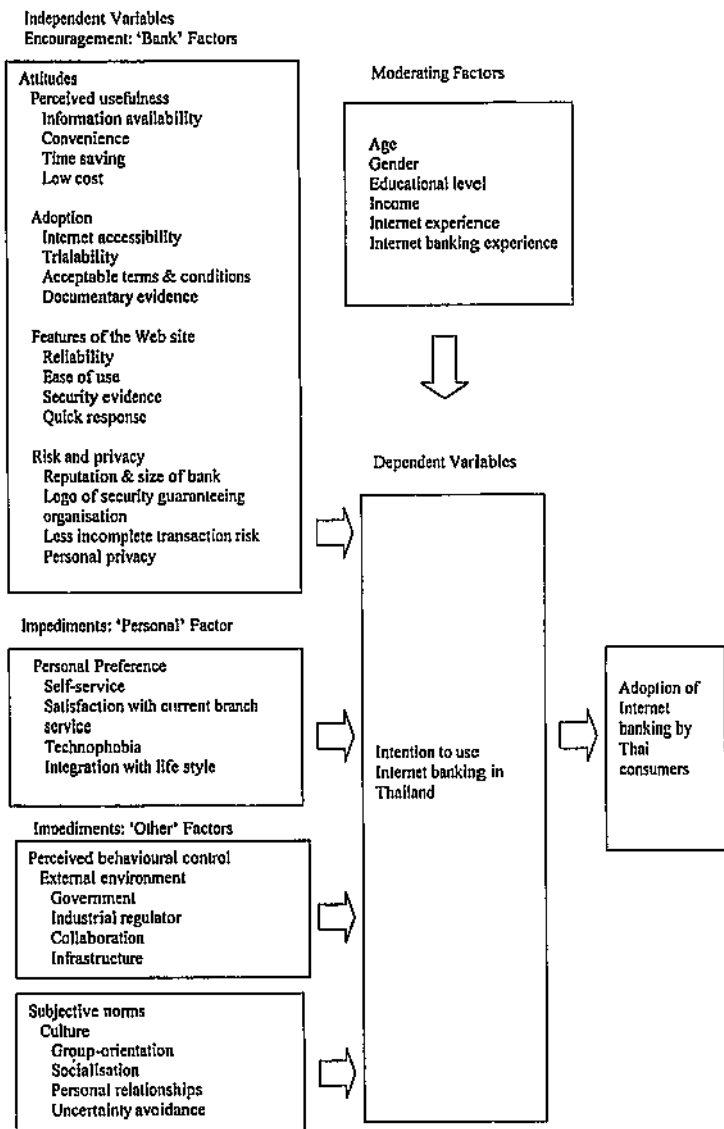 Independent Variables
Encouragement: 'Bank' Factors
Attitudes
Perceived usefulness
Information availability
Convenience
Time saving
Low cost
Adoption
Internet accessibility
Trialability
Acceptable terms & conditions
Documentary evidence
Features of the Web site
Reliability
Ease of use
Security evidence
Quick response
Risk and privacy
Reputation & size of bank
Logo of security guaranteeing
organisation
Less incomplete transaction risk
Personal privacy
Impediments: 'Personal' Factor
Personal Preference
Self-service
Satisfaction with current branch
service
Technophobia
Integration with life style
Impediments: 'Other' Factors
Perceived behavioural control
External environment
Government
Industrial regulator
Collaboration
Infrastructure
Subjective norms
Culture
Group-orientation
Socialisation
Personal relationships
Uncertainty avoidance
Moderating Factors
Age
Gender
Educational level
Income
Internet experience
Internet banking experience
Dependent Variables
Intention to use
Internet banking in
Thailand
Adoption of
Internet
banking by
Thai
consumers